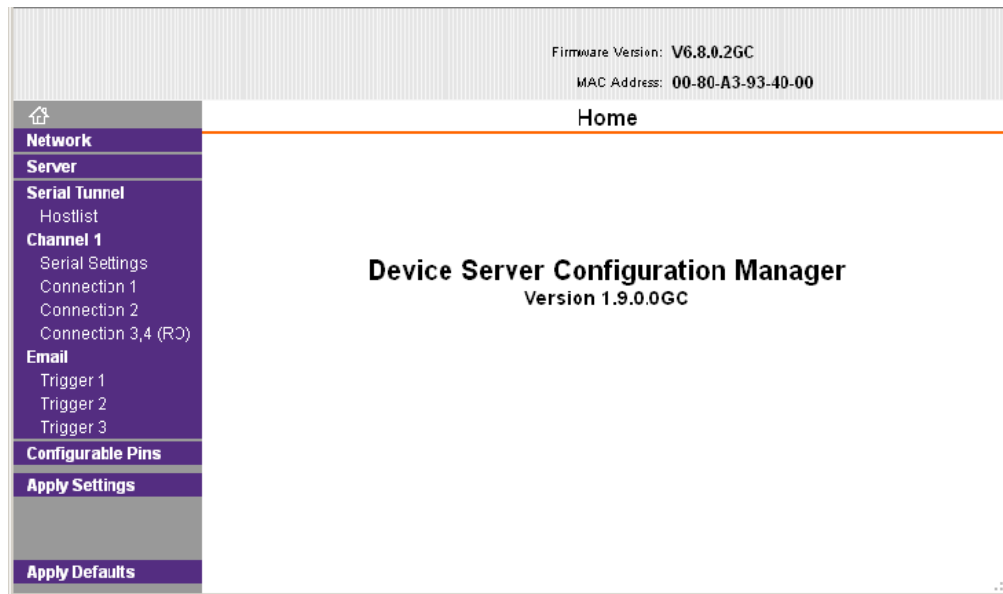 Firmware Version: V6.8.0.2GC
MAC Address: 00-80-A3-93-40-00
Home
Network
Server
Serial Tunnel
Hostlist
Channel 1
Serial Settings
Connection 1
Connection 2
Connection 3,4 (RO)
Email
Trigger 1
Trigger 2
Trigger 3
Configurable Pins
Apply Settings
Apply Defaults
Device Server Configuration Manager
Version 1.9.0.0GC